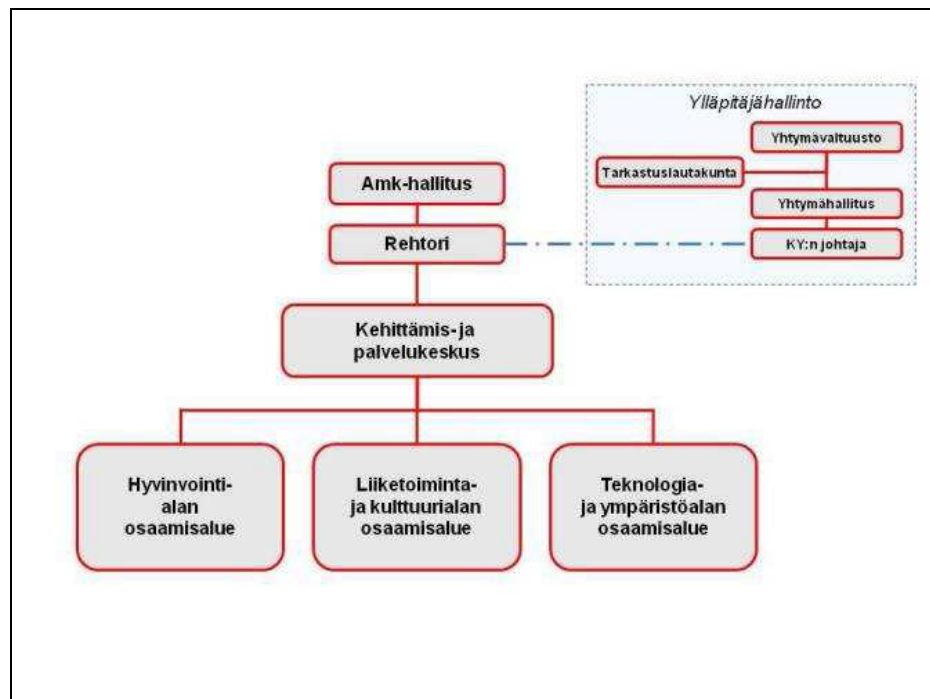 Ylläpitäjähallinto
Yhtymävaltuusto
Tarkastuslautakunta
Yhtymähallitus
KY:n johtaja
Amk-hallitus
Rehtori
Kehittämis- ja
palvelukeskus
Hyvinvointi-
alan
osaamisalue
Liiketoiminta-
ja kulttuurialan
osaamisalue
Teknologia-
ja ympäristöalan
osaamisalue